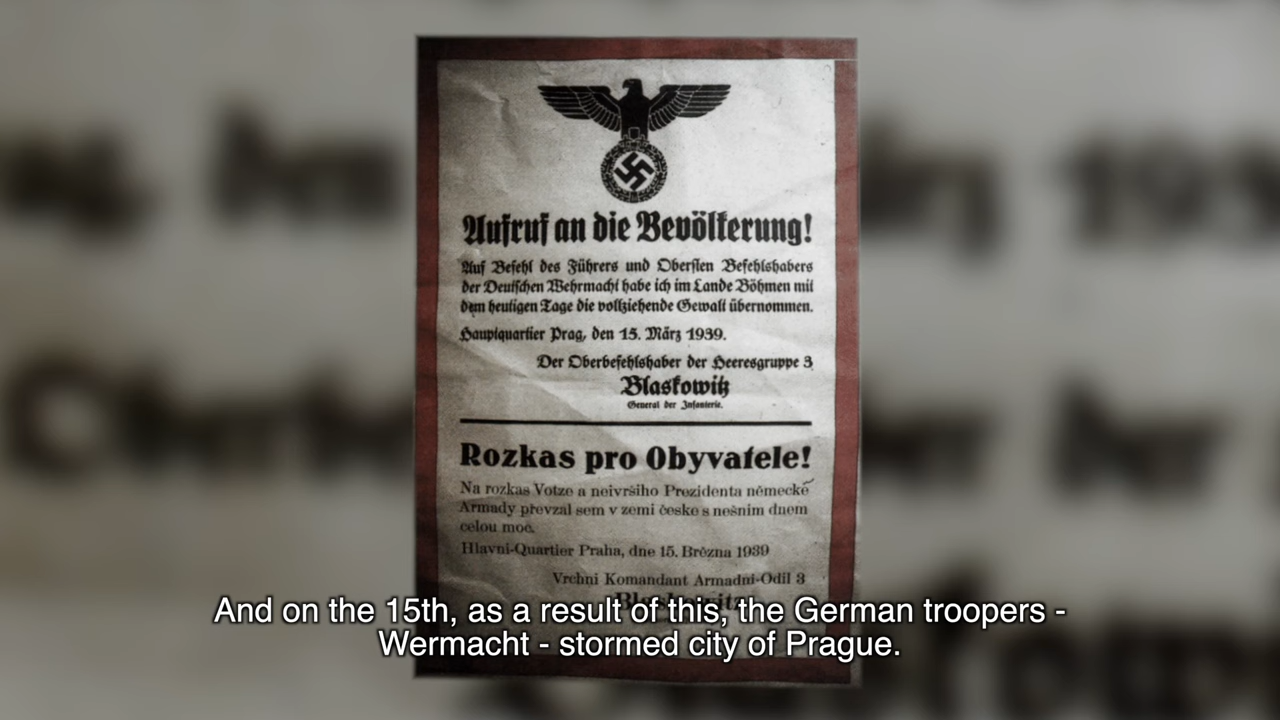 Aufruf an die Bevölkerung!
Auf Befehl des Führers und Obersten Befehlshabers
der Deutschen Wehrmacht habe ich im Lande Böhmen mit
dem heutigen Tage die vollziehende Gewalt übernommen.
Hauptquartier Prag, den 15. März 1939.
Der Oberbefehlshaber der Heeresgruppe 3
Blaskowitz
General der Infanterie.
Rozkas pro Obyvatele!
Na rozkas Votze a neivršiho Prezidenta německé
Armady převzal sem v zemi česke s nešnim dnem
celou moc.
Hlavni-Quartier Praha, dne 15. Března 1939
Vrchni Komandant Armadni-Odil 3
Blaskowitz
And on the 15th, as a result of this, the German troopers -
Wermacht - stormed city of Prague.